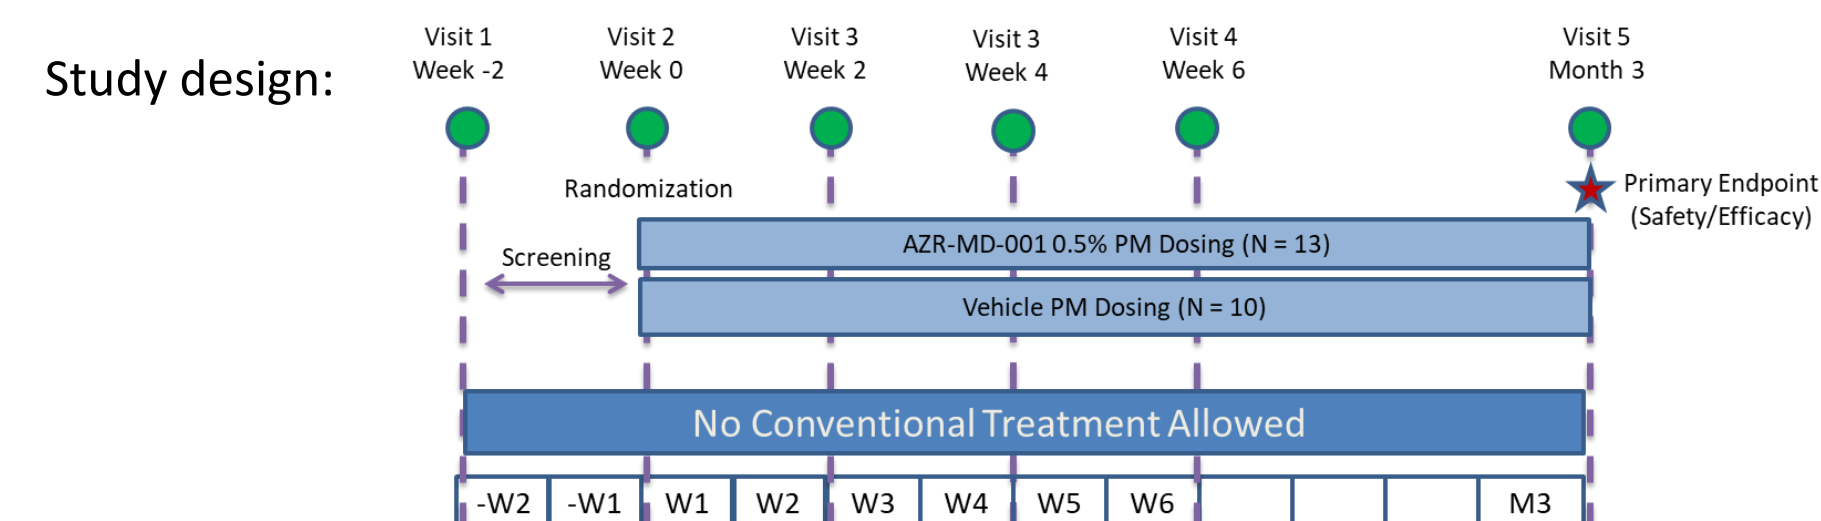 Study design:
Visit 1
Week -2
Visit 2
Week 0
Visit 3
Week 2
Visit 3
Week 4
Visit 4
Week 6
Visit 5
Month 3
Randomization
Primary Endpoint
(Safety/Efficacy)
Screening
AZR-MD-001 0.5% PM Dosing (N = 13)
Vehicle PM Dosing (N = 10)
No Conventional Treatment Allowed
-W2 -W1 W1 W2 W3 W4 W5 W6 M3